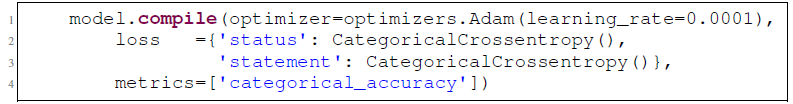 1 model.compile(optimizer=optimizers.Adam(learning_rate=0.0001),
2 loss ={'status': CategoricalCrossentropy(),
3 'statement': CategoricalCrossentropy()},
4 metrics=['categorical_accuracy'])